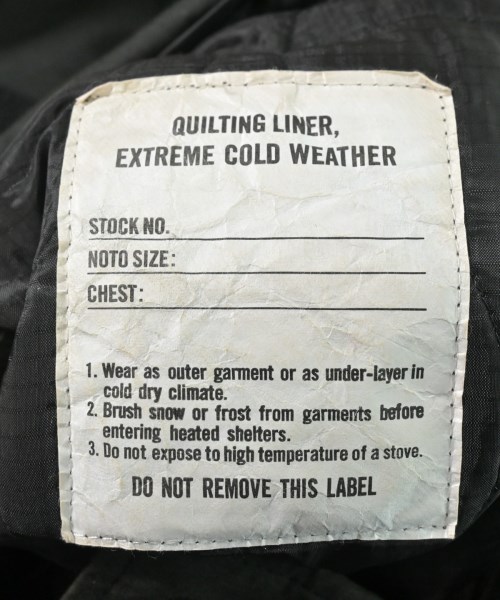 QUILTING LINER,
EXTREME COLD WEATHER
STOCK NO.
NOTO SIZE:
CHEST:
1. Wear as outer garment or as under-layer in
cold dry climate.
2. Brush snow or frost from garments before
entering heated shelters.
3. Do not expose to high temperature of a stove.
DO NOT REMOVE THIS LABEL